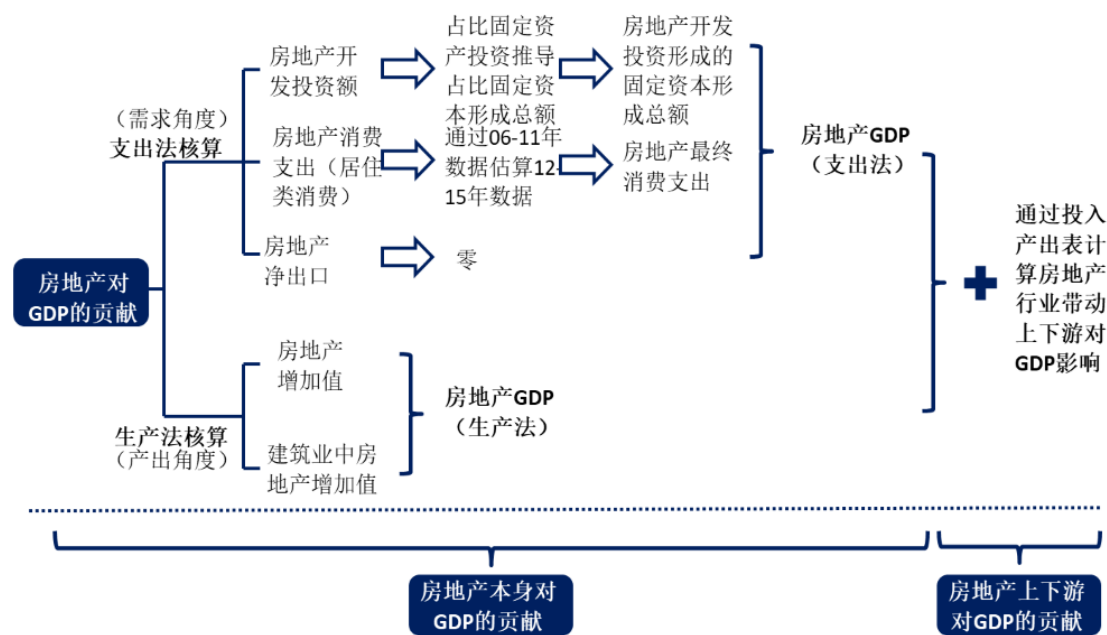 房地产对
GDP的贡献
（需求角度）
支出法核算
房地产开
发投资额
占比固定资
产投资推导
占比固定资
本形成总额
房地产开发
投资形成的
固定资本形
成总额
房地产消费
支出（居住
类消费）
通过06-11年
数据估算12-
15年数据
房地产最终
消费支出
房地产
净出口
零
房地产GDP
（支出法）
生产法核算
（产出角度）
房地产
增加值
建筑业中房
地产增加值
房地产GDP
（生产法）
通过投入
产出表计
算房地产
行业带动
上下游对
GDP影响
房地产本身对
GDP的贡献
房地产上下游
对GDP的贡献